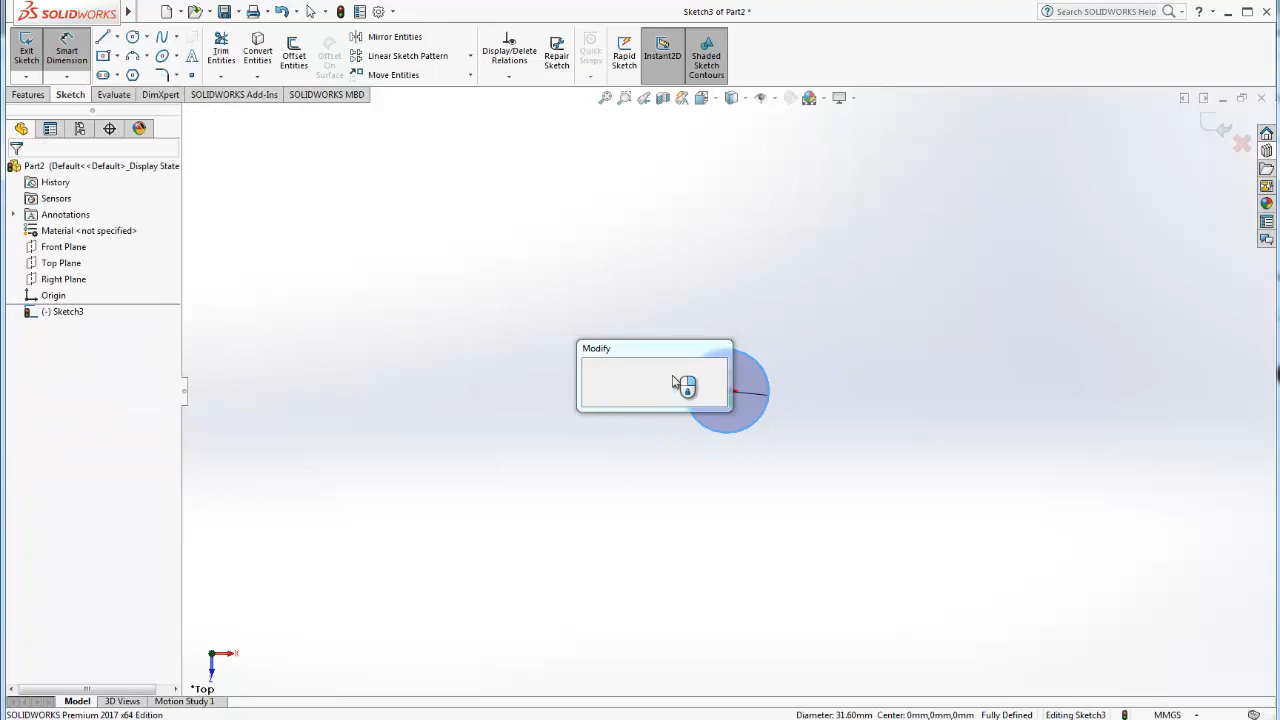 SOLIDWORKS
Sketch3 of Part2 *
Search SOLIDWORKS Help
Exit Sketch
Smart Dimension
Trim Entities
Convert Entities
Offset Entities
Offset On Surface
Mirror Entities
Linear Sketch Pattern
Move Entities
Display/Delete Relations
Repair Sketch
Quick Snaps
Rapid Sketch
Instant2D
Shaded Sketch Contours
Features
Sketch
Evaluate
DimXpert
SOLIDWORKS Add-Ins
SOLIDWORKS MBD
Part2 (Default<<Default>_Display State
History
Sensors
Annotations
Material <not specified>
Front Plane
Top Plane
Right Plane
Origin
(-) Sketch3
Modify
X
Z
*Top
Model
3D Views
Motion Study 1
SOLIDWORKS Premium 2017 x64 Edition
Diameter: 31.60mm Center: 0mm,0mm,0mm Fully Defined
Editing Sketch3
MMGS